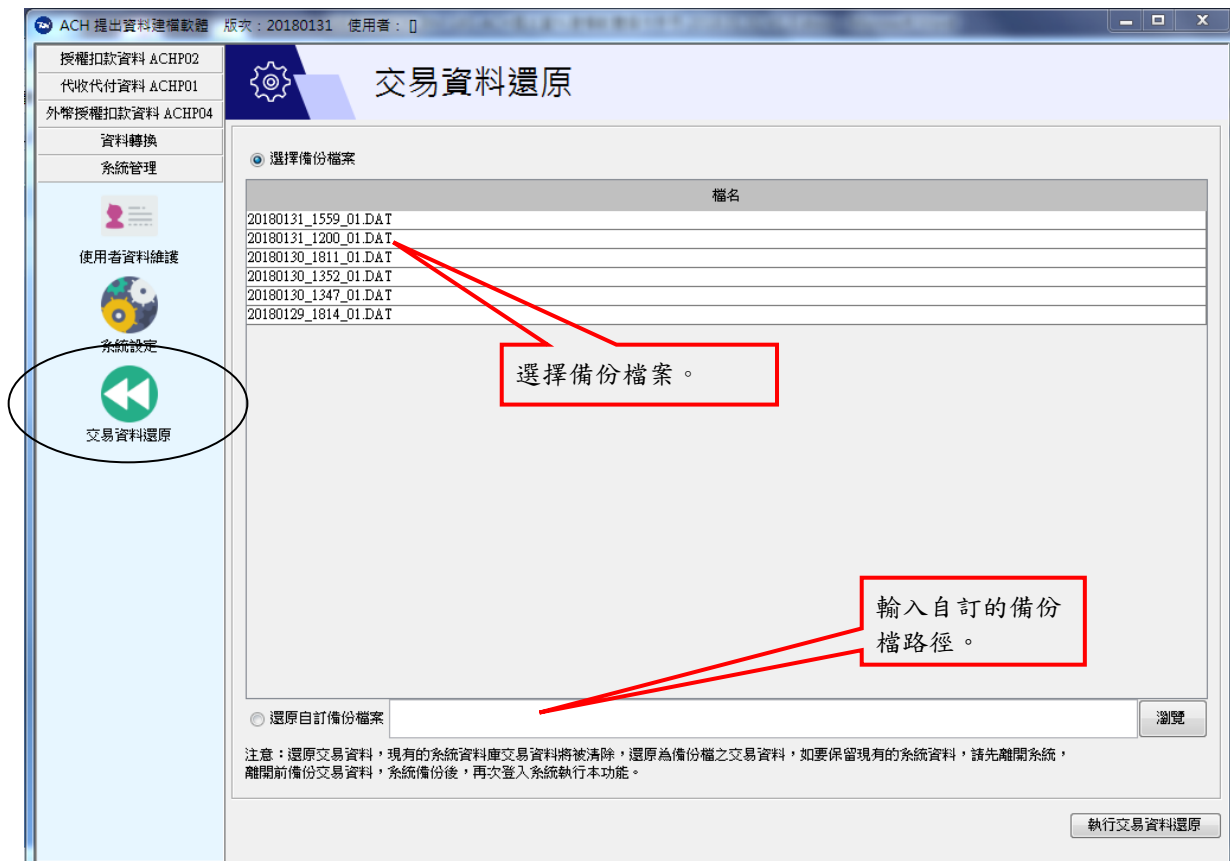 ACH 提出資料建檔軟體 版次：20180131 使用者： []
授權扣款資料 ACHP02
代收代付資料 ACHP01
外幣授權扣款資料 ACHP04
資料轉換
系統管理
使用者資料維護
系統設定
交易資料還原
交易資料還原
選擇備份檔案
檔名
20180131_1559_01.DAT
20180131_1200_01.DAT
20180130_1811_01.DAT
20180130_1352_01.DAT
20180130_1347_01.DAT
20180129_1814_01.DAT
選擇備份檔案。
輸入自訂的備份
檔路徑。
還原自訂備份檔案
瀏覽
注意：還原交易資料，現有的系統資料庫交易資料將被清除，還原為備份檔之交易資料，如要保留現有的系統資料，請先離開系統，
離開前備份交易資料，系統備份後，再次登入系統執行本功能。
執行交易資料還原